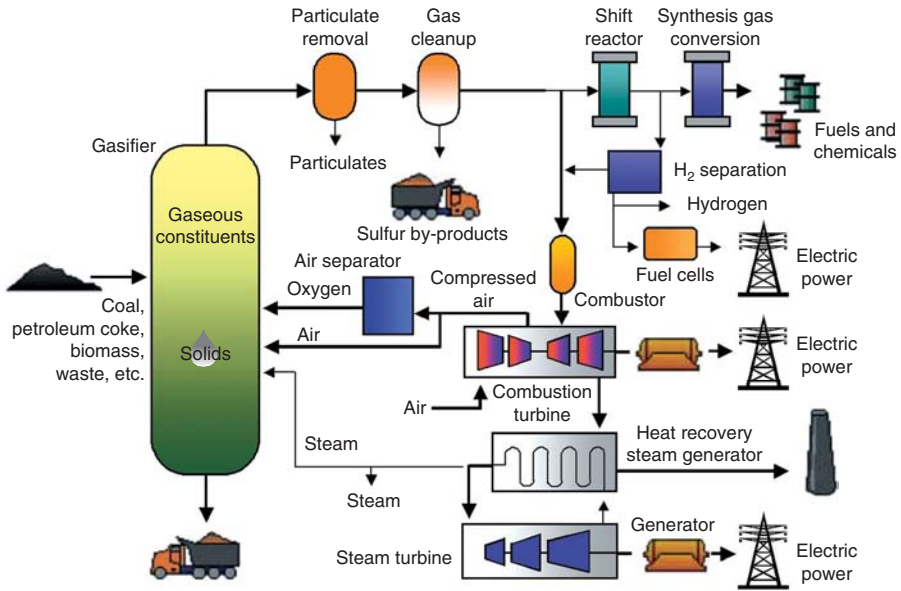 Particulate
removal
Gas
cleanup
Shift
reactor
Synthesis gas
conversion
Gasifier
Particulates
Fuels and
chemicals
H₂ separation
Gaseous
constituents
Sulfur by-products
Hydrogen
Fuel cells
Electric
power
Air separator
Oxygen
Compressed
air
Combustor
Coal,
petroleum coke,
biomass,
waste, etc.
Solids
Air
Electric
power
Air
Combustion
turbine
Steam
Heat recovery
steam generator
Steam
Steam turbine
Generator
Electric
power